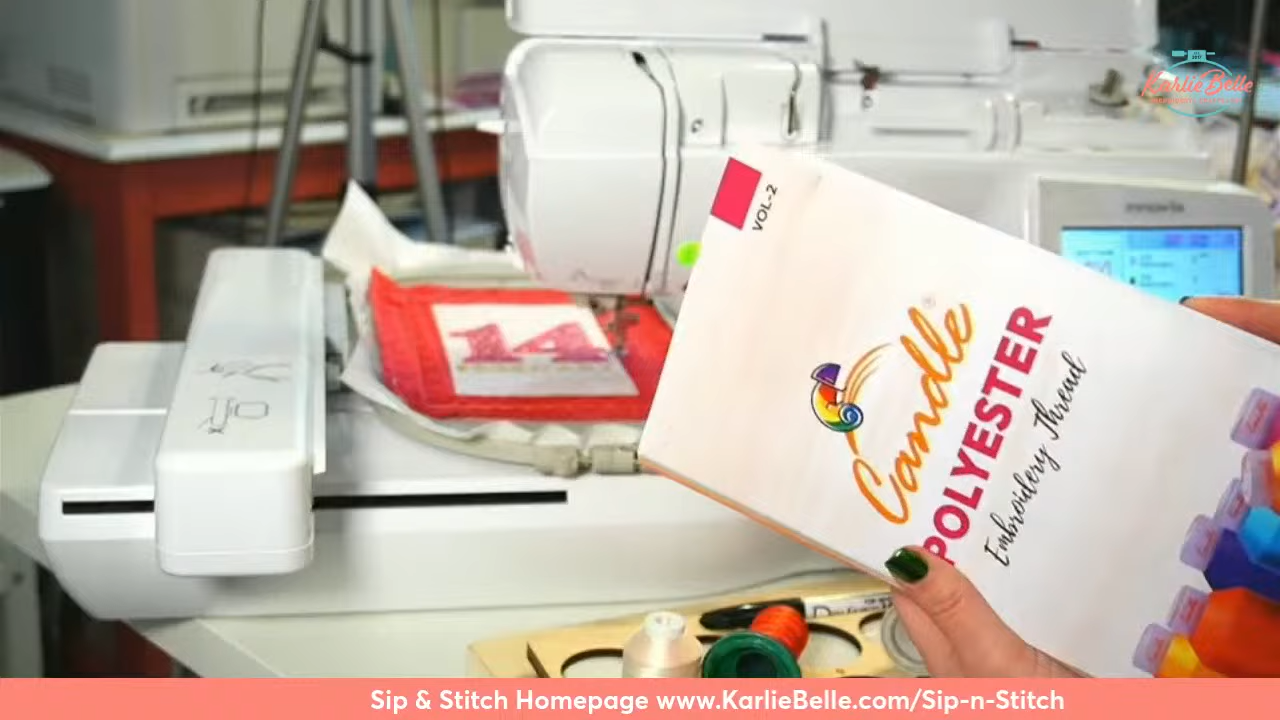 KarlieBelle
VOL-2
Candle®
POLYESTER
Embroidery Thread
14
Sip & Stitch Homepage www.KarlieBelle.com/Sip-n-Stitch